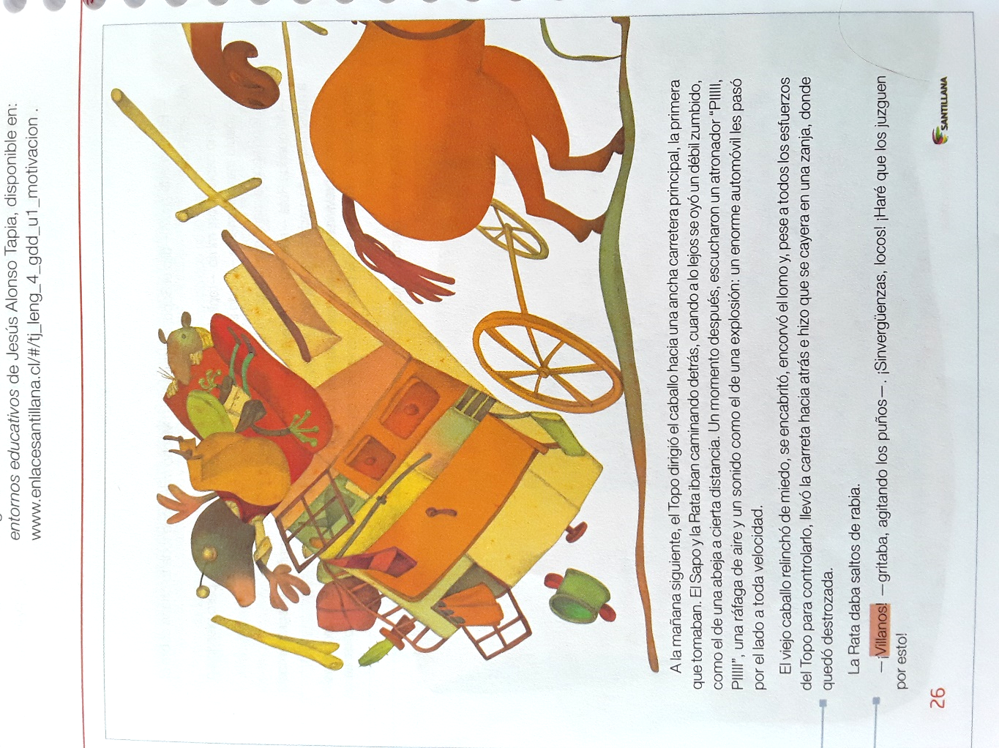 entornos educativos de Jesús Alonso Tapia, disponible en:
www.enlacesantillana.cl/#/tj_leng_4_gdd_u1_motivacion .
A la mañana siguiente, el Topo dirigió el caballo hacia una ancha carretera principal, la primera
que tomaban. El Sapo y la Rata iban caminando detrás, cuando a lo lejos se oyó un débil zumbido,
como el de una abeja a cierta distancia. Un momento después, escucharon un atronador “PIIIIII,
PIIIIII”, una ráfaga de aire y un sonido como el de una explosión: un enorme automóvil les pasó
por el lado a toda velocidad.
El viejo caballo relinchó de miedo, se encabritó, encorvó el lomo y, pese a todos los esfuerzos
del Topo para controlarlo, llevó la carreta hacia atrás e hizo que se cayera en una zanja, donde
quedó destrozada.
La Rata daba saltos de rabia.
—¡Villanos! —gritaba, agitando los puños—. ¡Sinvergüenzas, locos! ¡Haré que los juzguen
por esto!
26
SANTILLANA